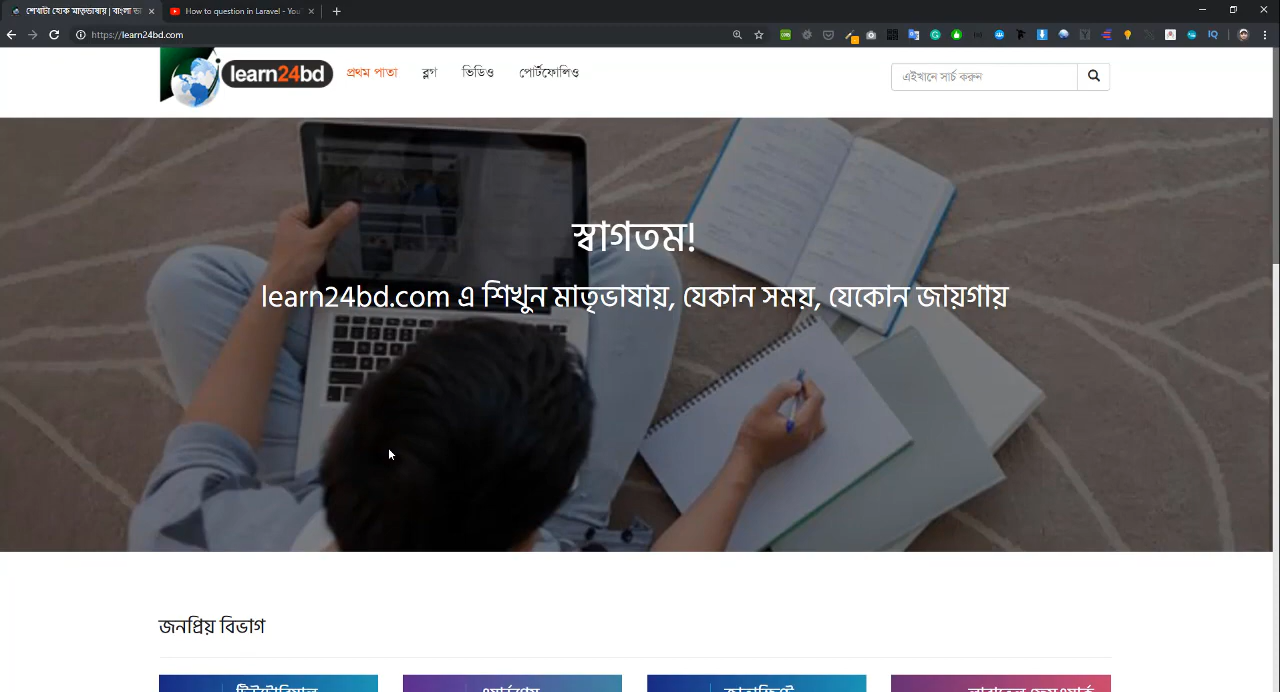 শেখাটা হোক মাতৃভাষায় | বাংলা ভা
How to question in Laravel - You
https://learn24bd.com
IQ
learn24bd
প্রথম পাতা
ব্লগ
ভিডিও
পোর্টফোলিও
এইখানে সার্চ করুন
স্বাগতম!
learn24bd.com এ শিখুন মাতৃভাষায়, যেকান সময়, যেকোন জায়গায়
জনপ্রিয় বিভাগ